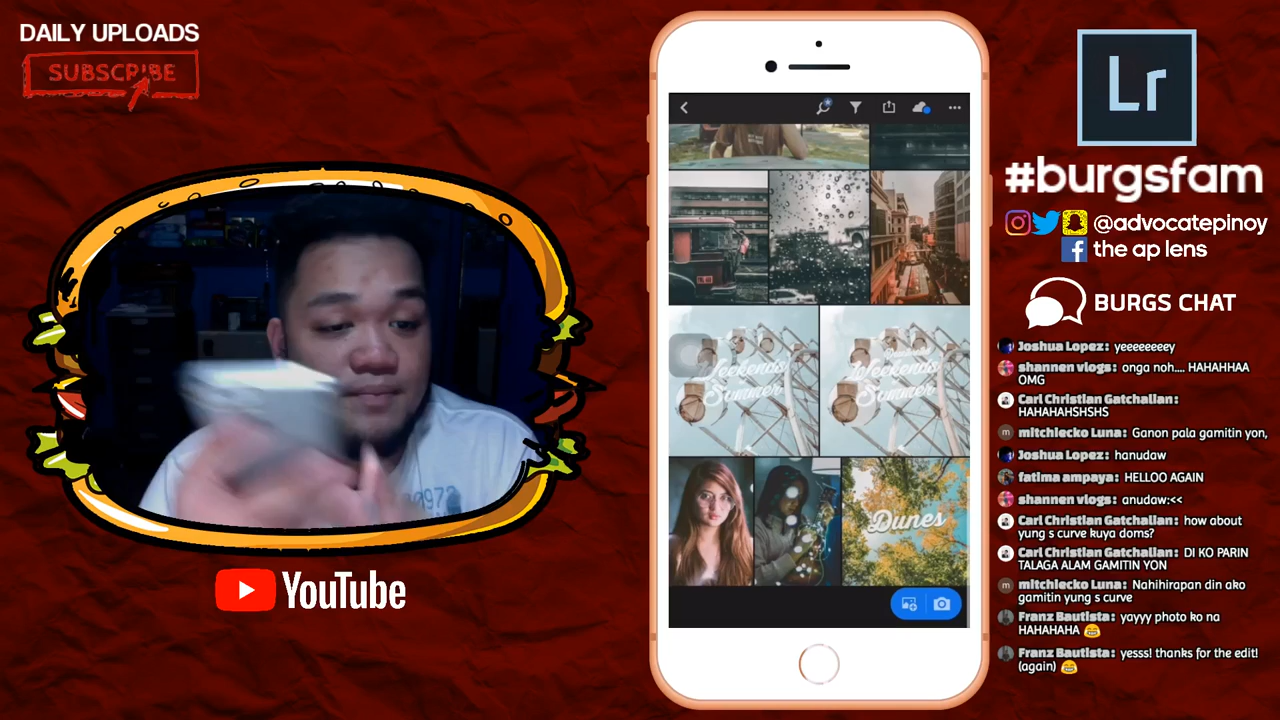 DAILY UPLOADS
SUBSCRIBE
YouTube
Weekends
Summer
Weekends
Summer
Dunes
Lr
#burgsfam
@advocatepinoy
the ap lens
BURGS CHAT
Joshua Lopez: yeeeeeeeey
shannen vlogs: onga noh.... HAHAHHAA
OMG
Carl Christian Gatchalian:
HAHAHAHSHSHS
m mitchiecko Luna: Ganon pala gamitin yon,
Joshua Lopez: hanudaw
fatima ampaya: HELLOO AGAIN
shannen vlogs: anudaw:<<
Carl Christian Gatchalian: how about
yung s curve kuya doms?
Carl Christian Gatchalian: DI KO PARIN
TALAGA ALAM GAMITIN YON
m mitchiecko Luna: Nahihirapan din ako
gamitin yung s curve
Franz Bautista: yayyy photo ko na
HAHAHAHA 😂
Franz Bautista: yesss! thanks for the edit!
(again) 😂